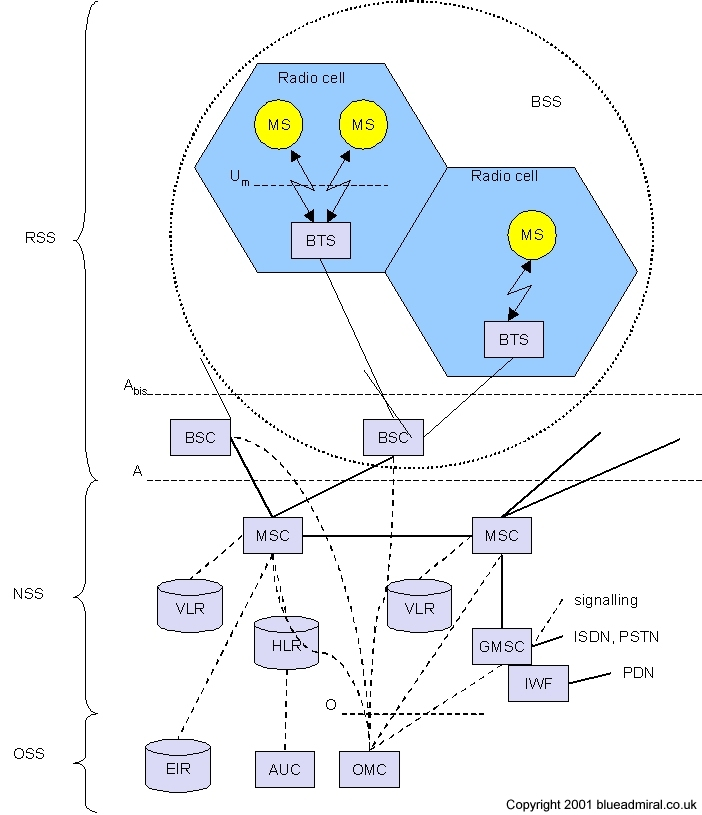 Radio cell
BSS
MS
MS
Um
Radio cell
RSS
BTS
MS
BTS
Abis
BSC
BSC
A
MSC
MSC
NSS
VLR
VLR
signalling
HLR
GMSC
ISDN, PSTN
IWF
PDN
O
OSS
EIR
AUC
OMC
Copyright 2001 blueadmiral.co.uk